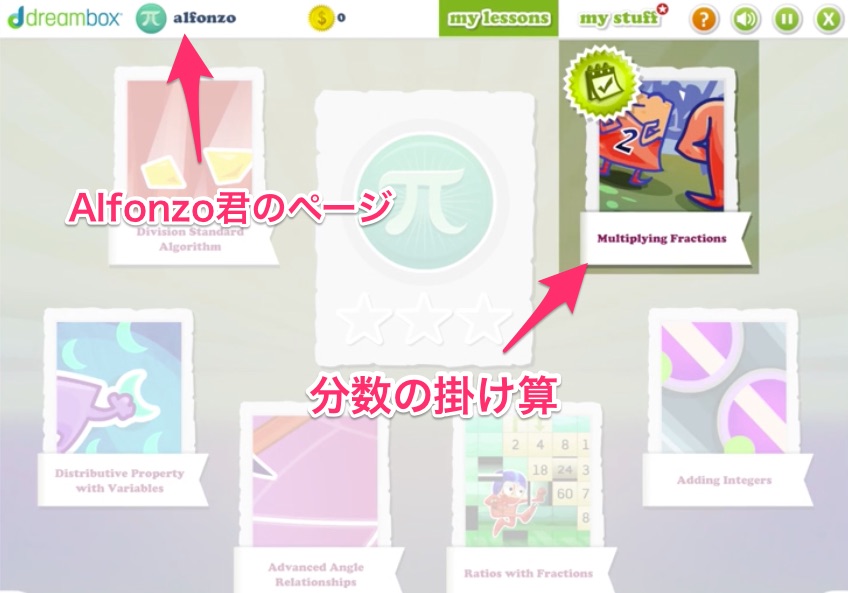 dreambox π alfonzo $ 0 my lessons my stuff ? X
Division Standard
Algorithm
Alfonzo君のページ
π
2
Multiplying Fractions
分数の掛け算
Distributive Property
with Variables
Advanced Angle
Relationships
2 4 8 1
18 24 3
60 7
8
Ratios with Fractions
Adding Integers